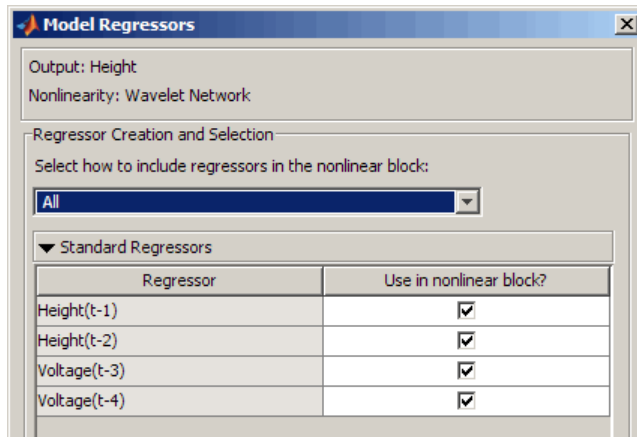 Model Regressors
Output: Height
Nonlinearity: Wavelet Network
Regressor Creation and Selection
Select how to include regressors in the nonlinear block:
All
Standard Regressors
Regressor Use in nonlinear block?
Height(t-1)
Height(t-2)
Voltage(t-3)
Voltage(t-4)